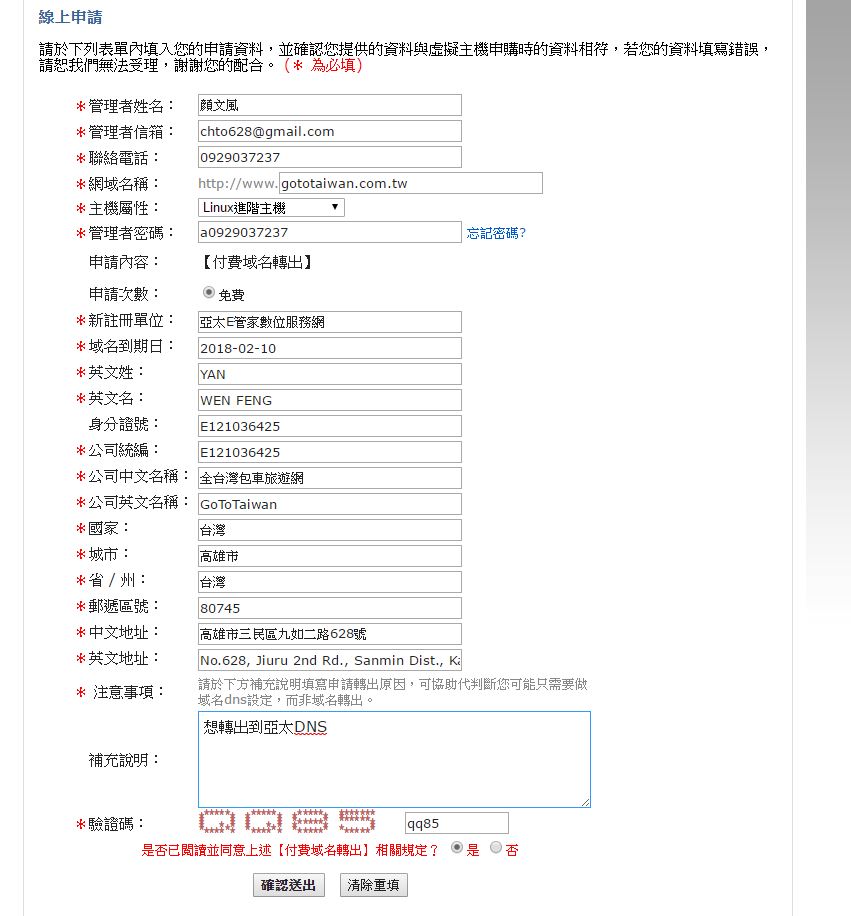 線上申請
請於下列表單內填入您的申請資料，並確認您提供的資料與虛擬主機申購時的資料相符，若您的資料填寫錯誤，
請恕我們無法受理，謝謝您的配合。（＊ 為必填）
＊管理者姓名： 顏文風
＊管理者信箱： chto628@gmail.com
＊聯絡電話： 0929037237
＊網域名稱： http://www. gototaiwan.com.tw
＊主機屬性： Linux進階主機
＊管理者密碼： a0929037237 忘記密碼?
申請內容： 【付費域名轉出】
申請次數： 免費
＊新註冊單位： 亞太E管家數位服務網
＊域名到期日： 2018-02-10
＊英文姓： YAN
＊英文名： WEN FENG
身分證號： E121036425
＊公司統編： E121036425
＊公司中文名稱： 全台灣包車旅遊網
＊公司英文名稱： GoToTaiwan
＊國家： 台灣
＊城市： 高雄市
＊省 / 州： 台灣
＊郵遞區號： 80745
＊中文地址： 高雄市三民區九如二路628號
＊英文地址： No.628, Jiuru 2nd Rd., Sanmin Dist., Ka
＊ 注意事項： 請於下方補充說明填寫申請轉出原因，可協助代判斷您可能只需要做
域名dns設定，而非域名轉出。
補充說明： 想轉出到亞太DNS
＊驗證碼： QQ85 qq85
是否已閱讀並同意上述【付費域名轉出】相關規定？ 是 否
確認送出 清除重填